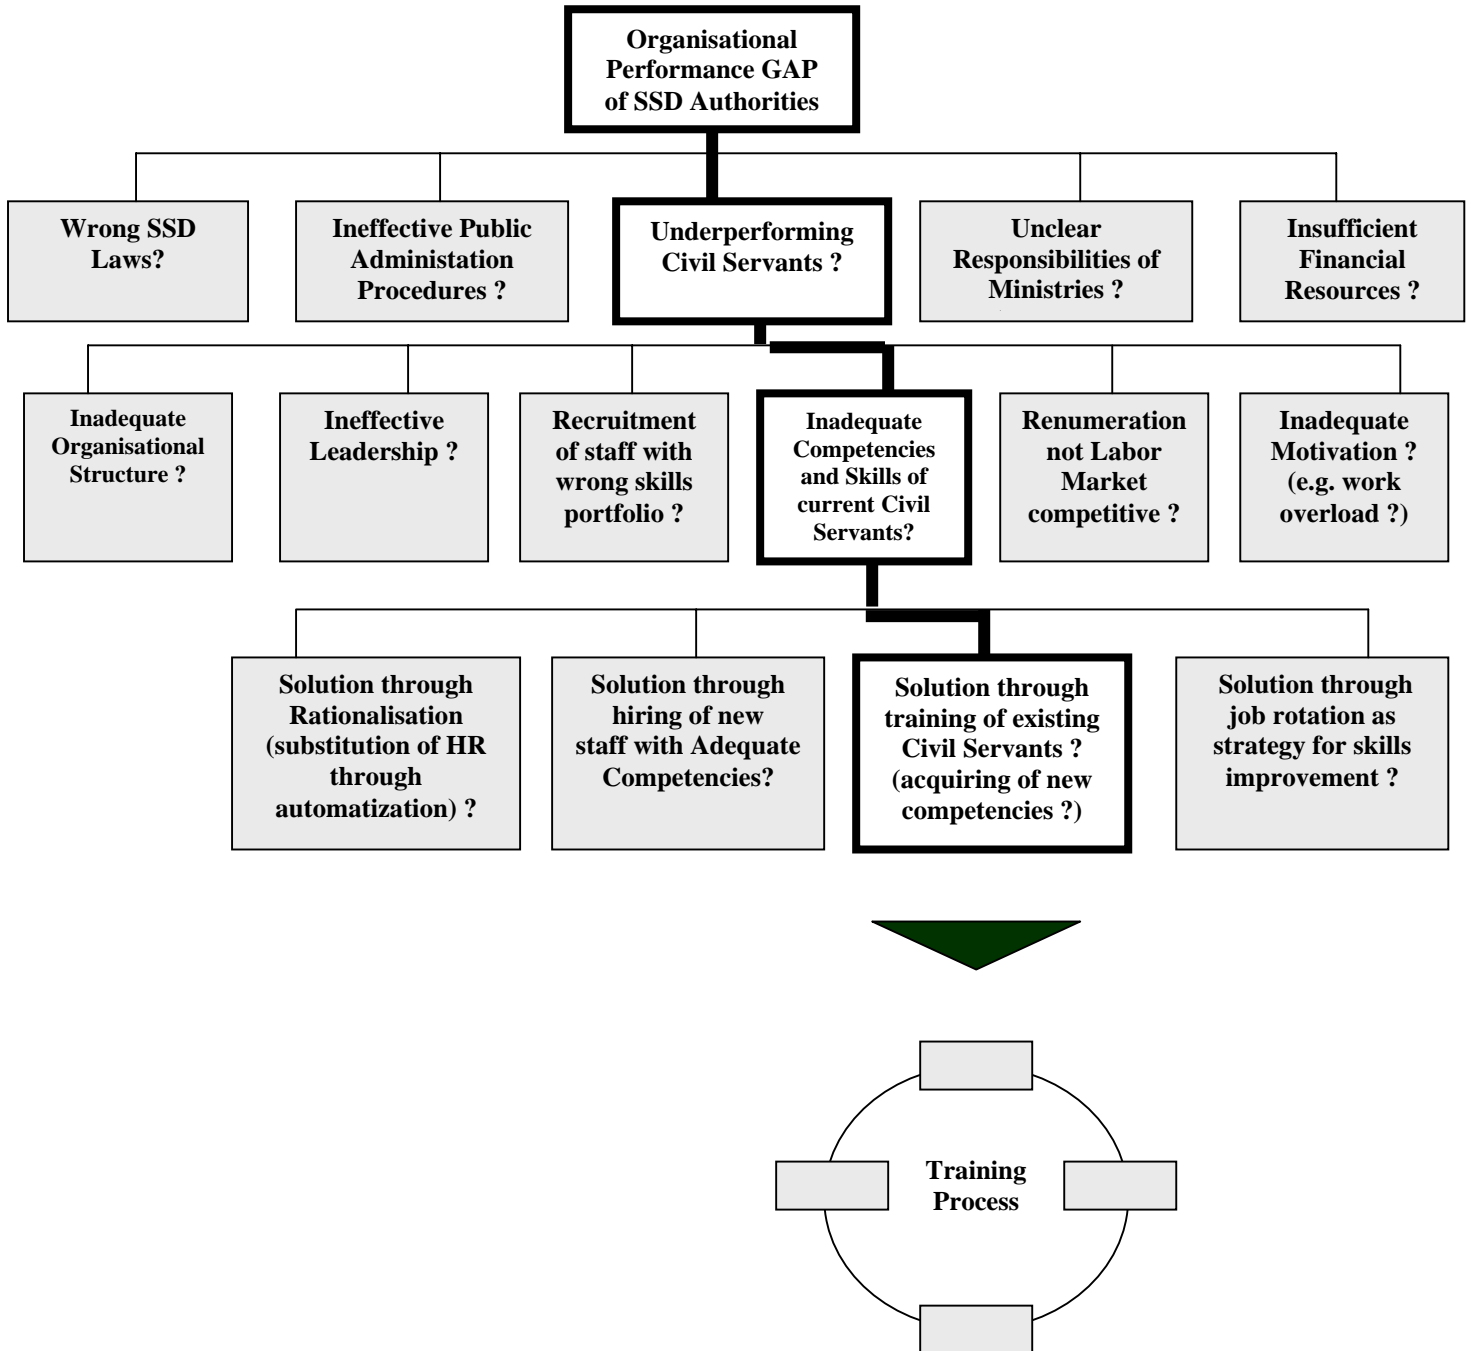 Organisational
Performance GAP
of SSD Authorities
Wrong SSD
Laws?
Ineffective Public
Administation
Procedures ?
Underperforming
Civil Servants ?
Unclear
Responsibilities of
Ministries ?
Insufficient
Financial
Resources ?
Inadequate
Organisational
Structure ?
Ineffective
Leadership ?
Recruitment
of staff with
wrong skills
portfolio ?
Inadequate
Competencies
and Skills of
current Civil
Servants?
Renumeration
not Labor
Market
competitive ?
Inadequate
Motivation ?
(e.g. work
overload ?)
Solution through
Rationalisation
(substitution of HR
through
automatization) ?
Solution through
hiring of new
staff with Adequate
Competencies?
Solution through
training of existing
Civil Servants ?
(acquiring of new
competencies ?)
Solution through
job rotation as
strategy for skills
improvement ?
Training
Process